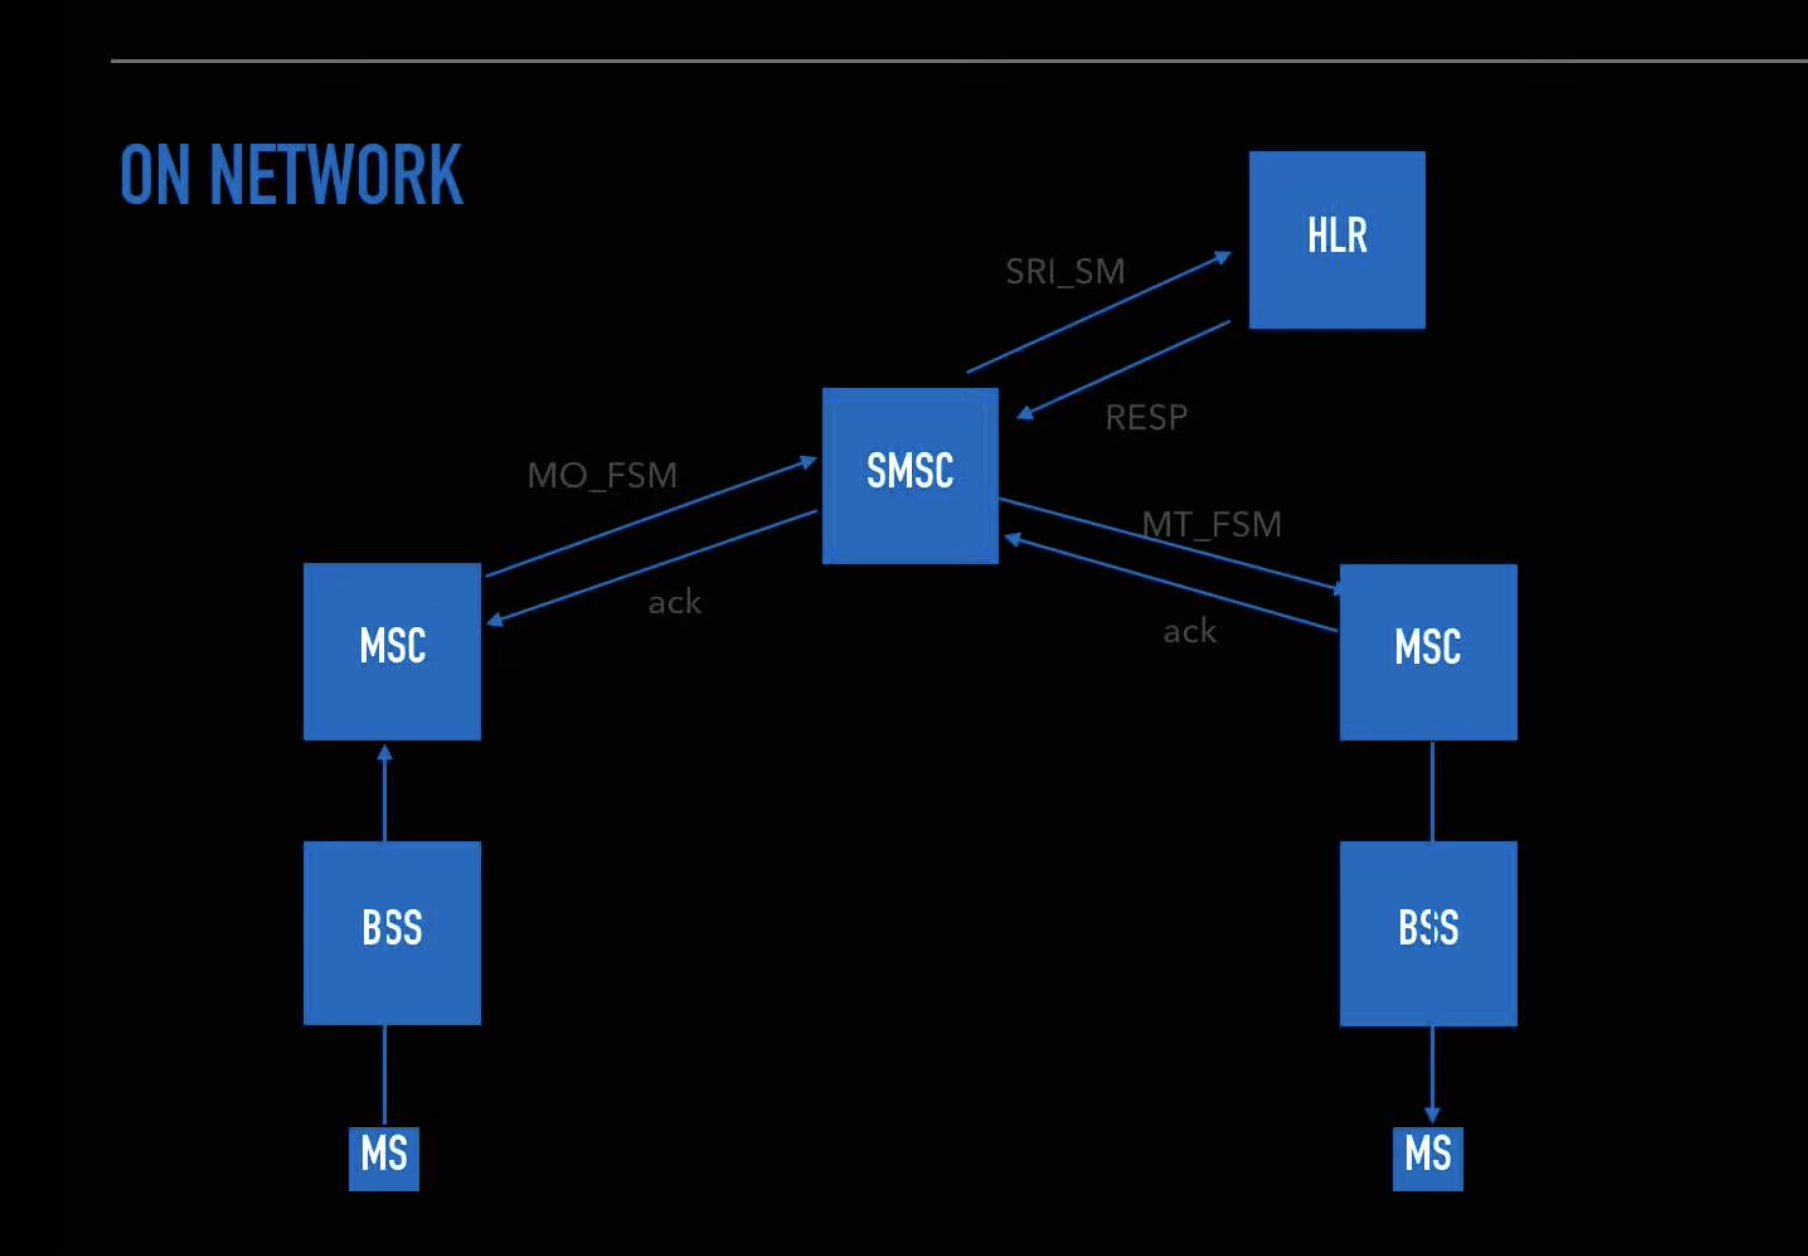 ON NETWORK
HLR
SRI_SM
RESP
SMSC
MO_FSM
MT_FSM
ack
ack
MSC
MSC
BSS
BSS
MS
MS